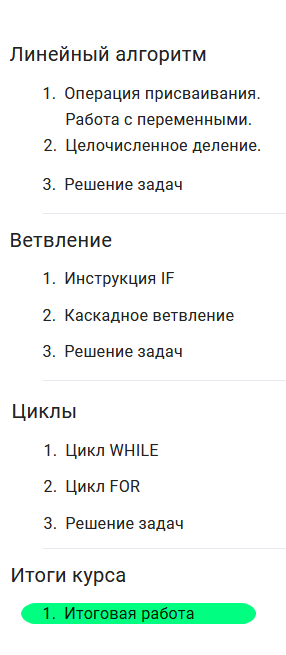 Линейный алгоритм
1. Операция присваивания.
Работа с переменными.
2. Целочисленное деление.
3. Решение задач
Ветвление
1. Инструкция IF
2. Каскадное ветвление
3. Решение задач
Циклы
1. Цикл WHILE
2. Цикл FOR
3. Решение задач
Итоги курса
1. Итоговая работа